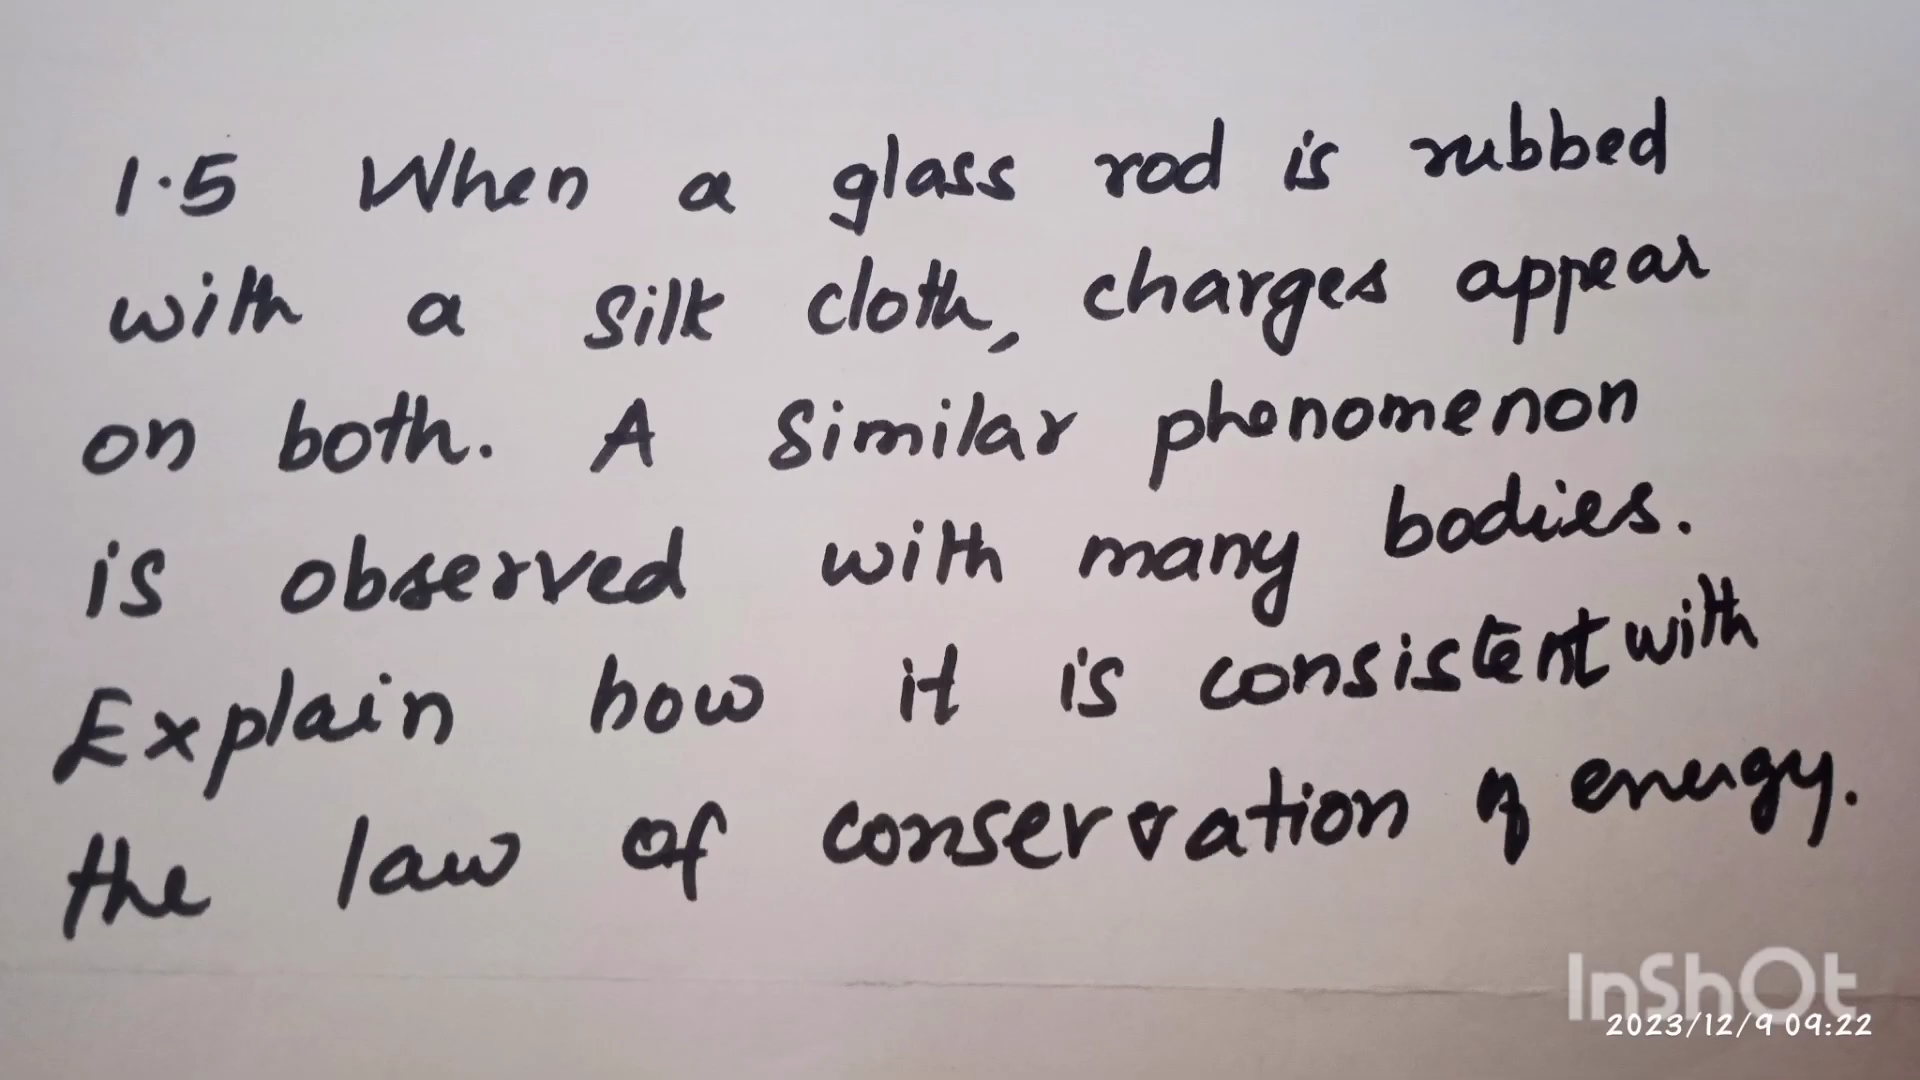 1.5 When a glass rod is rubbed
with a silk cloth, charges appear
on both. A similar phenomenon
is observed with many bodies.
Explain how it is consistent with
the law of conservation of energy.
InShOt
2023/12/9 09:22